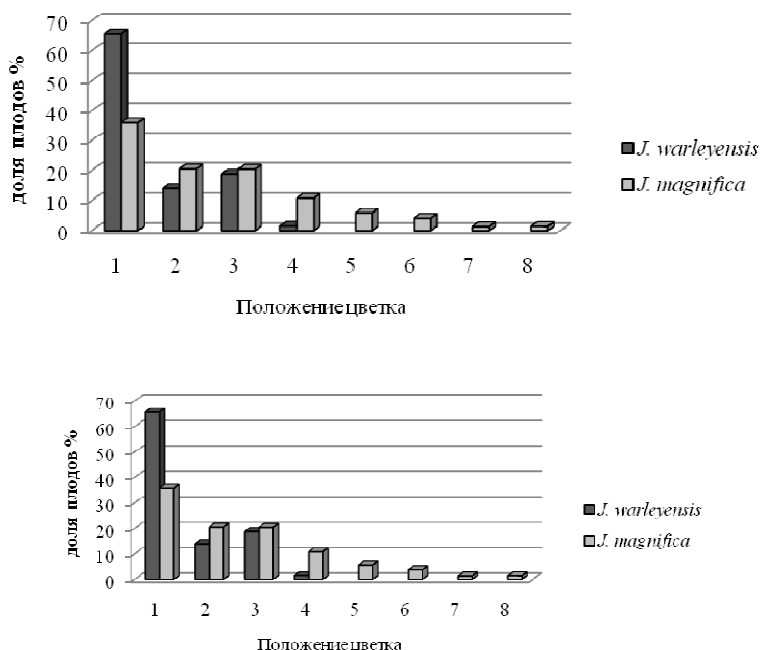 доля плодов %
70
60
50
40
30
20
10
0
1 2 3 4 5 6 7 8
Положение цветка
J. warleyensis
J. magnifica
доля плодов %
70
60
50
40
30
20
10
0
1 2 3 4 5 6 7 8
Положение цветка
J. warleyensis
J. magnifica